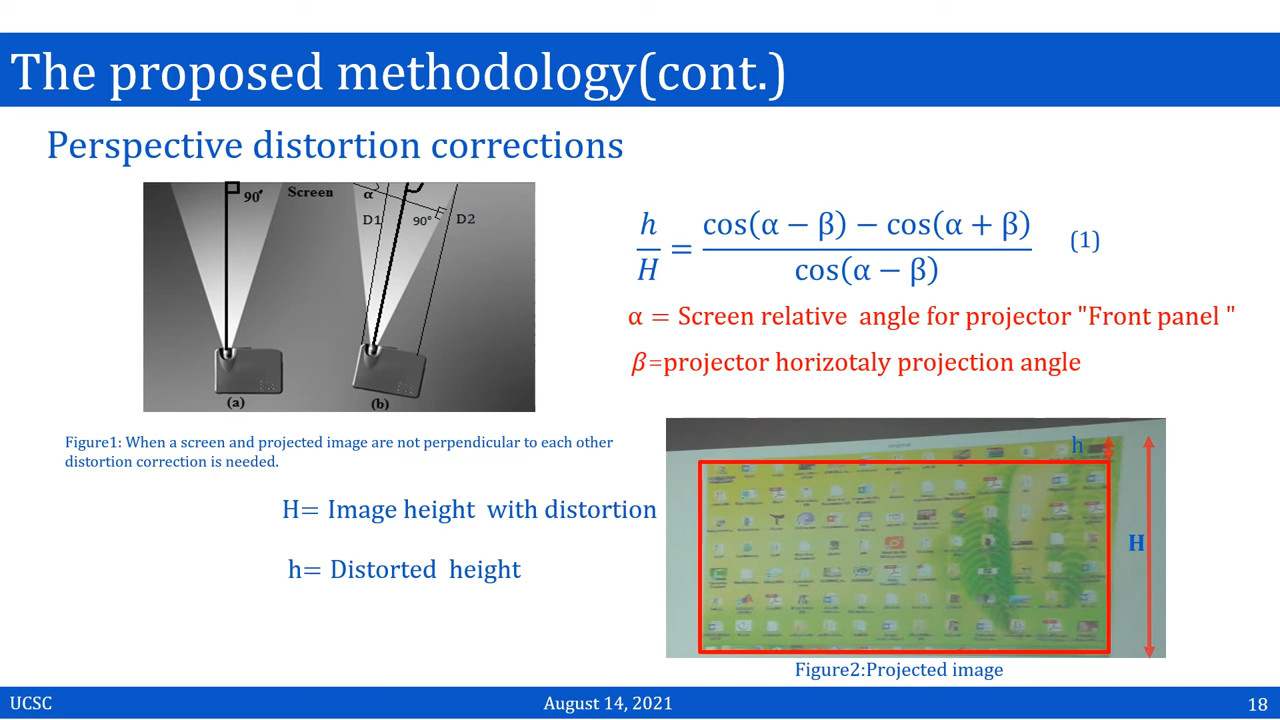 The proposed methodology(cont.)
Perspective distortion corrections
90°
Screen
α
D1
90°
D2
(a)
(b)
h/H = cos(α − β) − cos(α + β) / cos(α − β) (1)
α = Screen relative angle for projector "Front panel "
β=projector horizotaly projection angle
Figure1: When a screen and projected image are not perpendicular to each other
distortion correction is needed.
H= Image height with distortion
h= Distorted height
h
H
Figure2:Projected image
UCSC
August 14, 2021
18